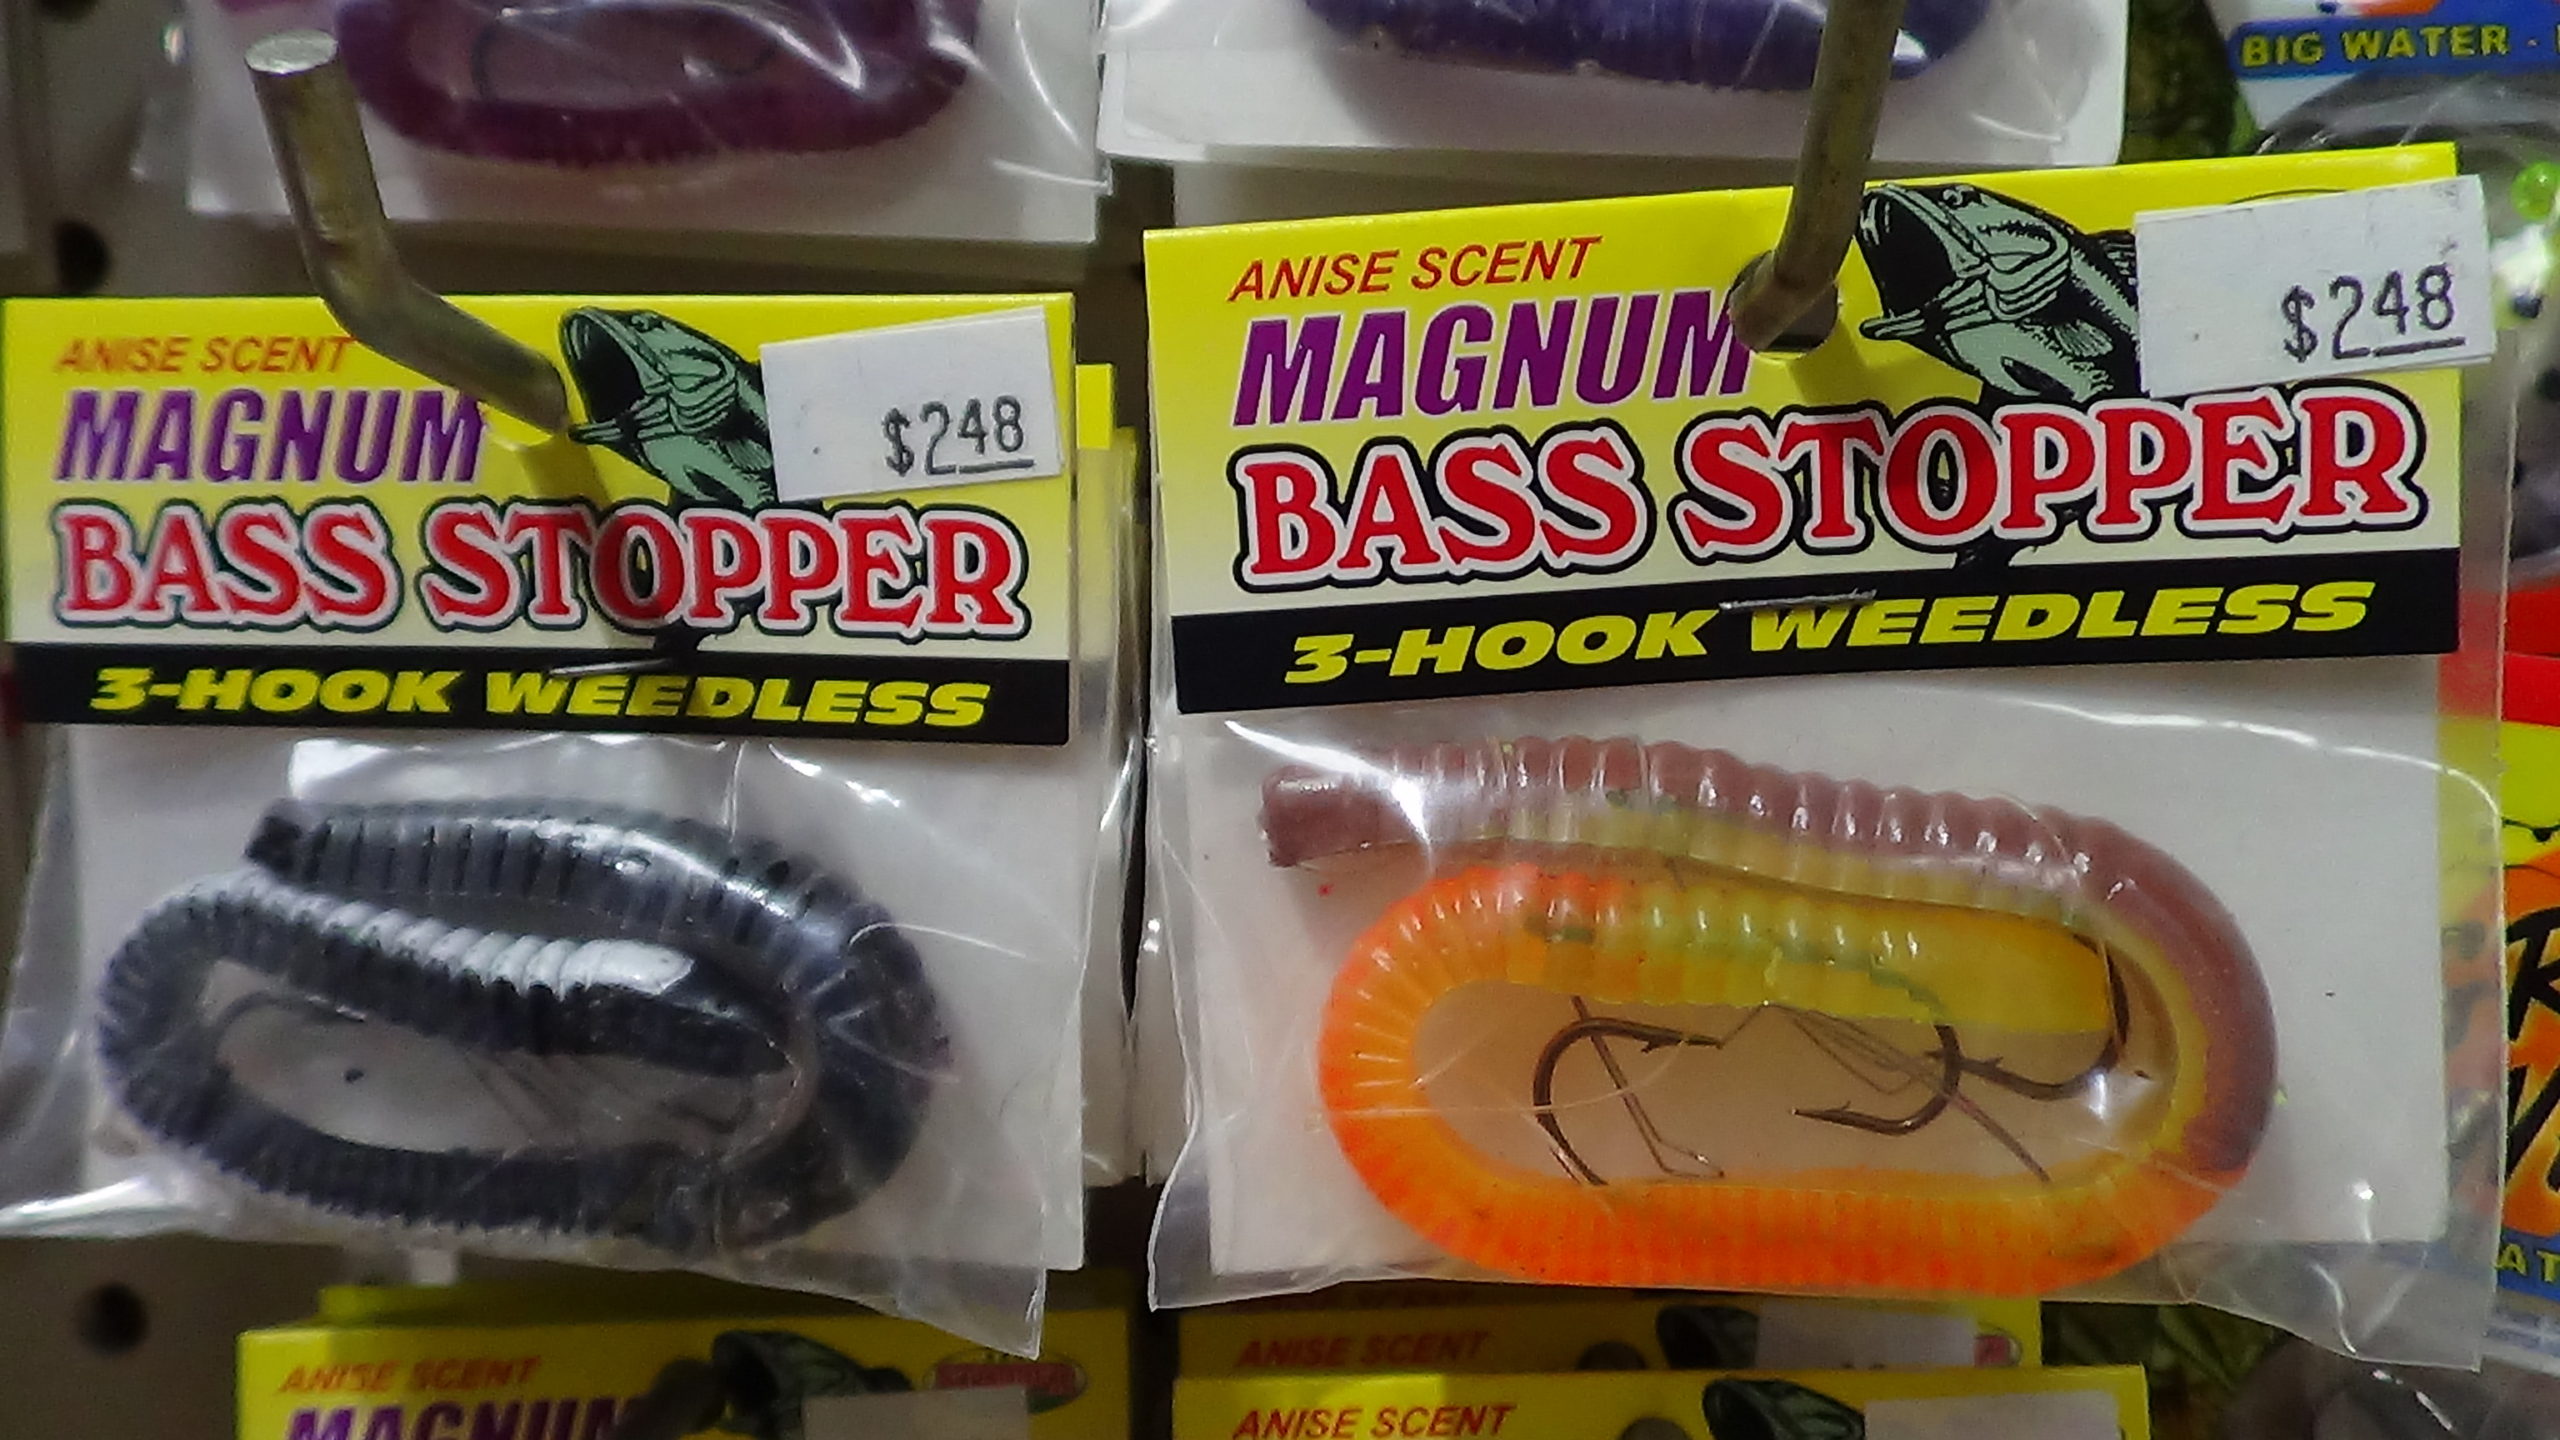 BIG WATER -
ANISE SCENT
MAGNUM
$248
BASS STOPPER
3-HOOK WEEDLESS
ANISE SCENT
MAGNUM
$248
BASS STOPPER
3-HOOK WEEDLESS
ANISE SCENT
MAGNUM
ANISE SCENT
ANISE SCENT